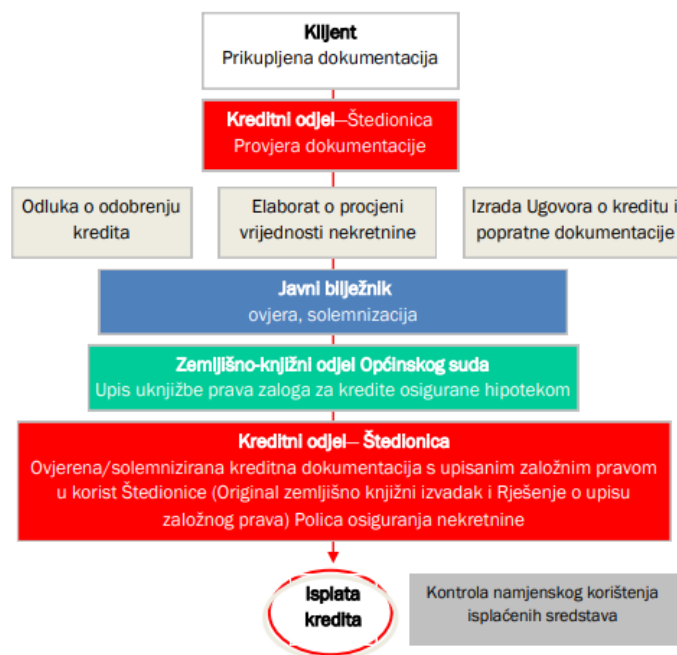 Klijent
Prikupljena dokumentacija
Kreditni odjel—Štedionica
Provjera dokumentacije
Odluka o odobrenju
kredita
Elaborat o procjeni
vrijednosti nekretnine
Izrada Ugovora o kreditu i
popratne dokumentacije
Javni bilježnik
ovjera, solemnizacija
Zemljišno-knjižni odjel Općinskog suda
Upis uknjižbe prava zaloga za kredite osigurane hipotekom
Kreditni odjel— Štedionica
Ovjerena/solemnizirana kreditna dokumentacija s upisanim založnim pravom
u korist Štedionice (Original zemljišno knjižni izvadak i Rješenje o upisu
založnog prava) Polica osiguranja nekretnine
Isplata
kredita
Kontrola namjenskog korištenja
isplaćenih sredstava